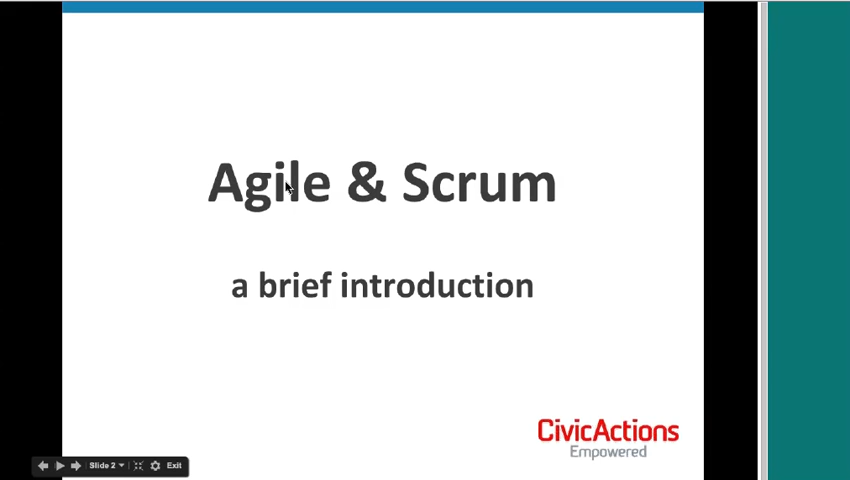 Agile & Scrum
a brief introduction
CivicActions
Empowered
Slide 2 Exit